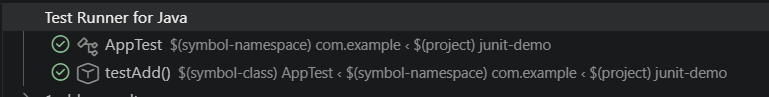 Test Runner for Java
AppTest $(symbol-namespace) com.example ‹ $(project) junit-demo
testAdd() $(symbol-class) AppTest ‹ $(symbol-namespace) com.example ‹ $(project) junit-demo